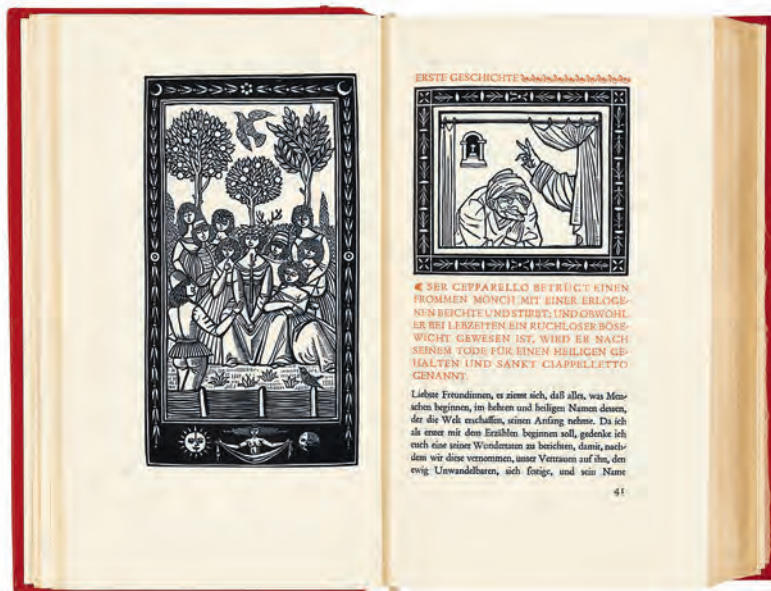 ERSTE GESCHICHTE
SER CEPPARELLO BETRÜGT EINEN
FROMMEN MÖNCH MIT EINER ERLOGE-
NEN BEICHTE UND STIRBT; UND OBWOHL
ER BEI LEBZEITEN EIN RUCHLOSER BÖSE-
WICHT GEWESEN IST, WIRD ER NACH
SEINEM TODE FÜR EINEN HEILIGEN GE-
HALTEN UND SANKT CIAPPELLETTO
GENANNT.
Liebste Freundinnen, es ziemt sich, daß alles, was Men-
schen beginnen, im hehren und heiligen Namen dessen,
der die Welt erschaffen, seinen Anfang nehme. Da ich
als erster mit dem Erzählen beginnen soll, gedenke ich
euch eine seiner Wundertaten zu berichten, damit, nach-
dem wir diese vernommen, unser Vertrauen auf ihn, den
ewig Unwandelbaren, sich festige, und sein Name
41